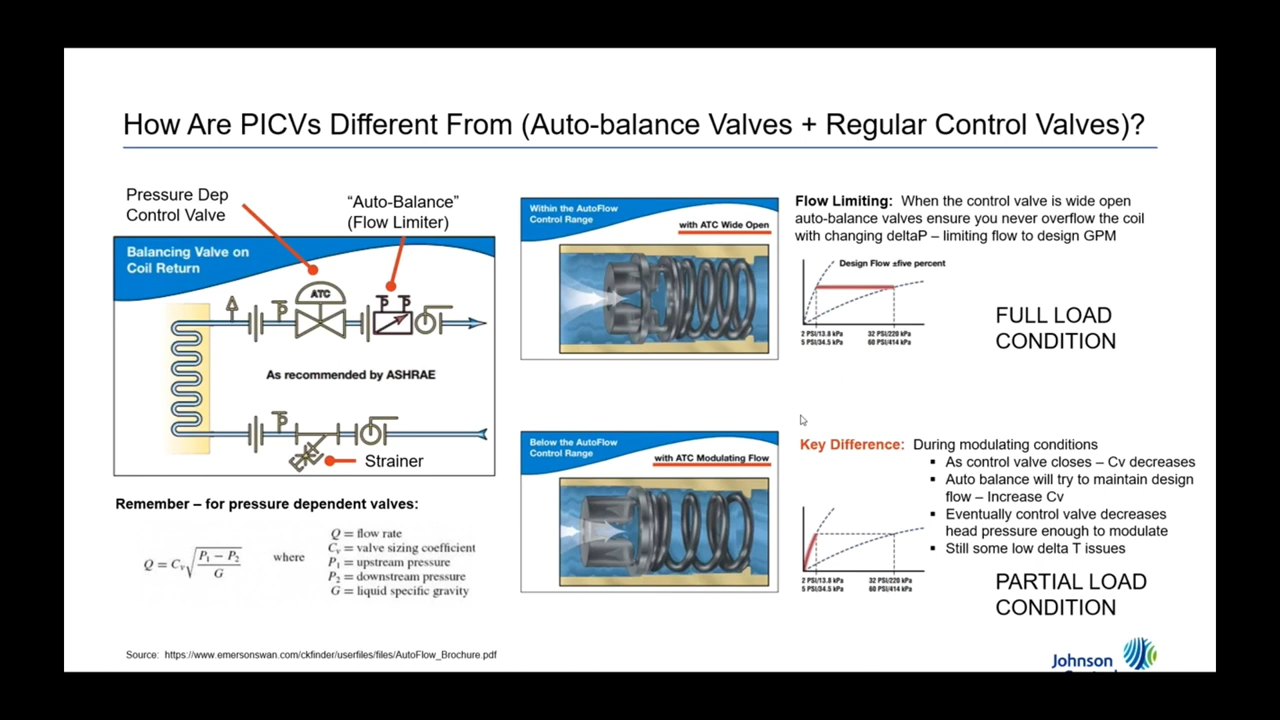 How Are PICVs Different From (Auto-balance Valves + Regular Control Valves)?
Pressure Dep
Control Valve
“Auto-Balance”
(Flow Limiter)
Balancing Valve on
Coil Return
ATC
As recommended by ASHRAE
Strainer
Remember – for pressure dependent valves:
Q = Cv√(P1 – P2 / G)
where
Q = flow rate
Cv = valve sizing coefficient
P1 = upstream pressure
P2 = downstream pressure
G = liquid specific gravity
Source: https://www.emersonswan.com/ckfinder/userfiles/files/AutoFlow_Brochure.pdf
Within the AutoFlow
Control Range
with ATC Wide Open
Flow Limiting: When the control valve is wide open
auto-balance valves ensure you never overflow the coil
with changing deltaP – limiting flow to design GPM
Design Flow ±five percent
2 PSI/13.8 kPa
5 PSI/34.5 kPa
32 PSI/220 kPa
60 PSI/414 kPa
FULL LOAD
CONDITION
Below the AutoFlow
Control Range
with ATC Modulating Flow
Key Difference: During modulating conditions
▪ As control valve closes – Cv decreases
▪ Auto balance will try to maintain design
flow – Increase Cv
▪ Eventually control valve decreases
head pressure enough to modulate
▪ Still some low delta T issues
2 PSI/13.8 kPa
5 PSI/34.5 kPa
32 PSI/220 kPa
60 PSI/414 kPa
PARTIAL LOAD
CONDITION
Johnson